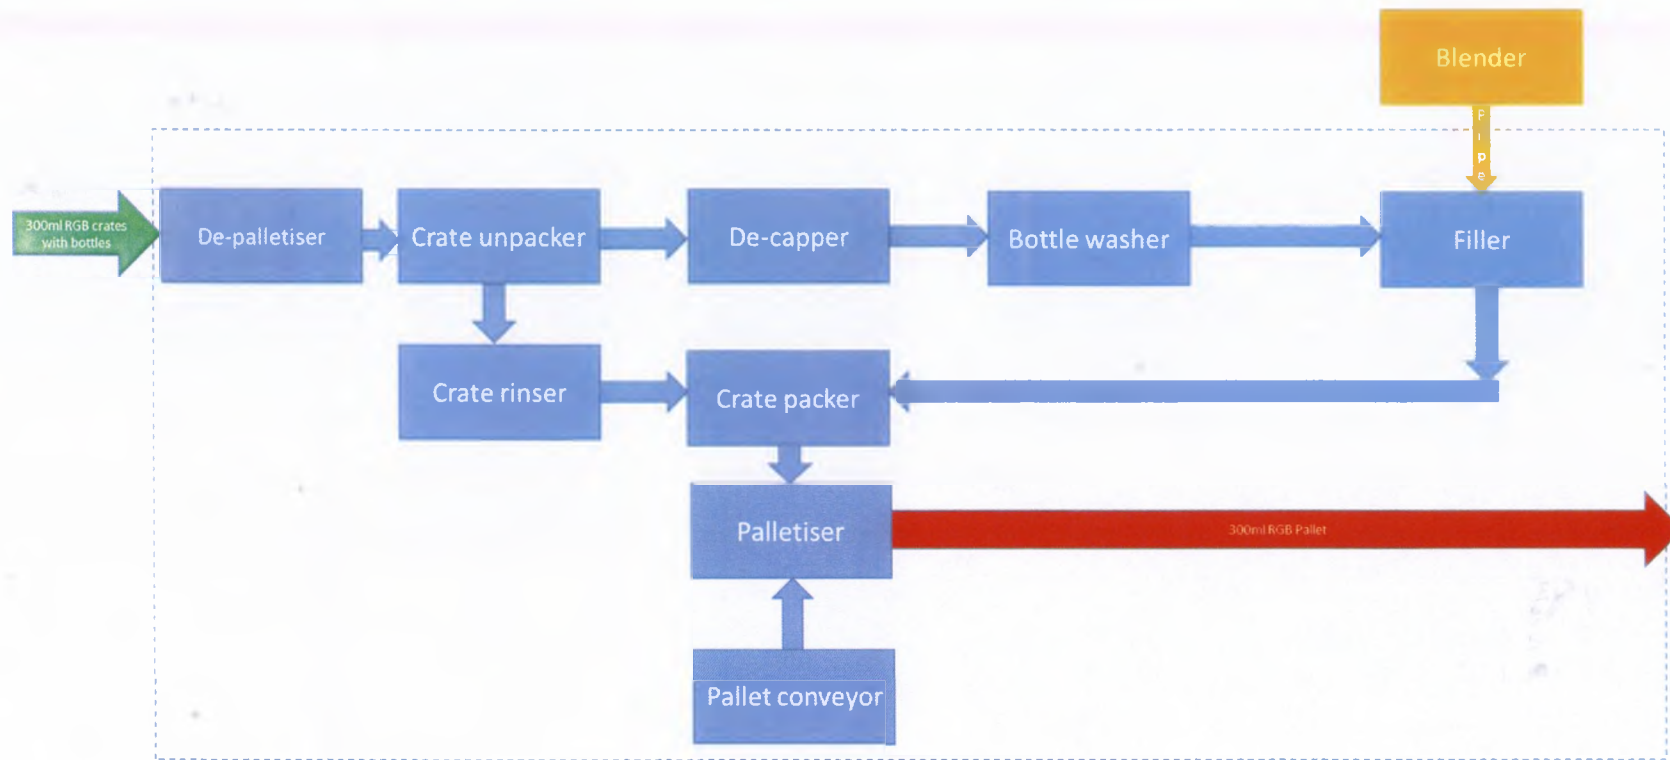 Blender
Pipe
300ml RGB crates
with bottles
De-palletiser
Crate unpacker
De-capper
Bottle washer
Filler
Crate rinser
Crate packer
Palletiser
300ml RGB Pallet
Pallet conveyor